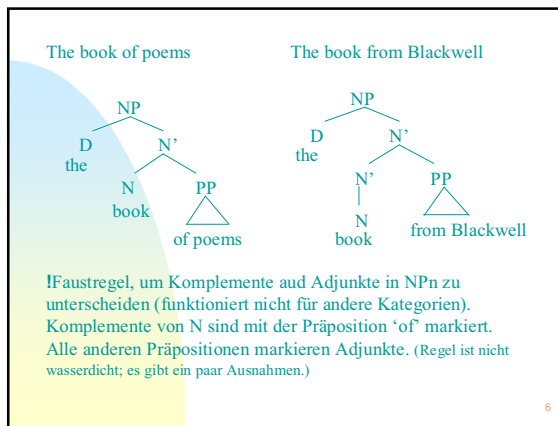 The book of poems
The book from Blackwell
NP
D
N’
the
N
PP
book
of poems
NP
D
N’
the
N’
PP
N
book
from Blackwell
!Faustregel, um Komplemente aud Adjunkte in NPn zu
unterscheiden (funktioniert nicht für andere Kategorien).
Komplemente von N sind mit der Präposition ‘of’ markiert.
Alle anderen Präpositionen markieren Adjunkte. (Regel ist nicht
wasserdicht; es gibt ein paar Ausnahmen.)
6